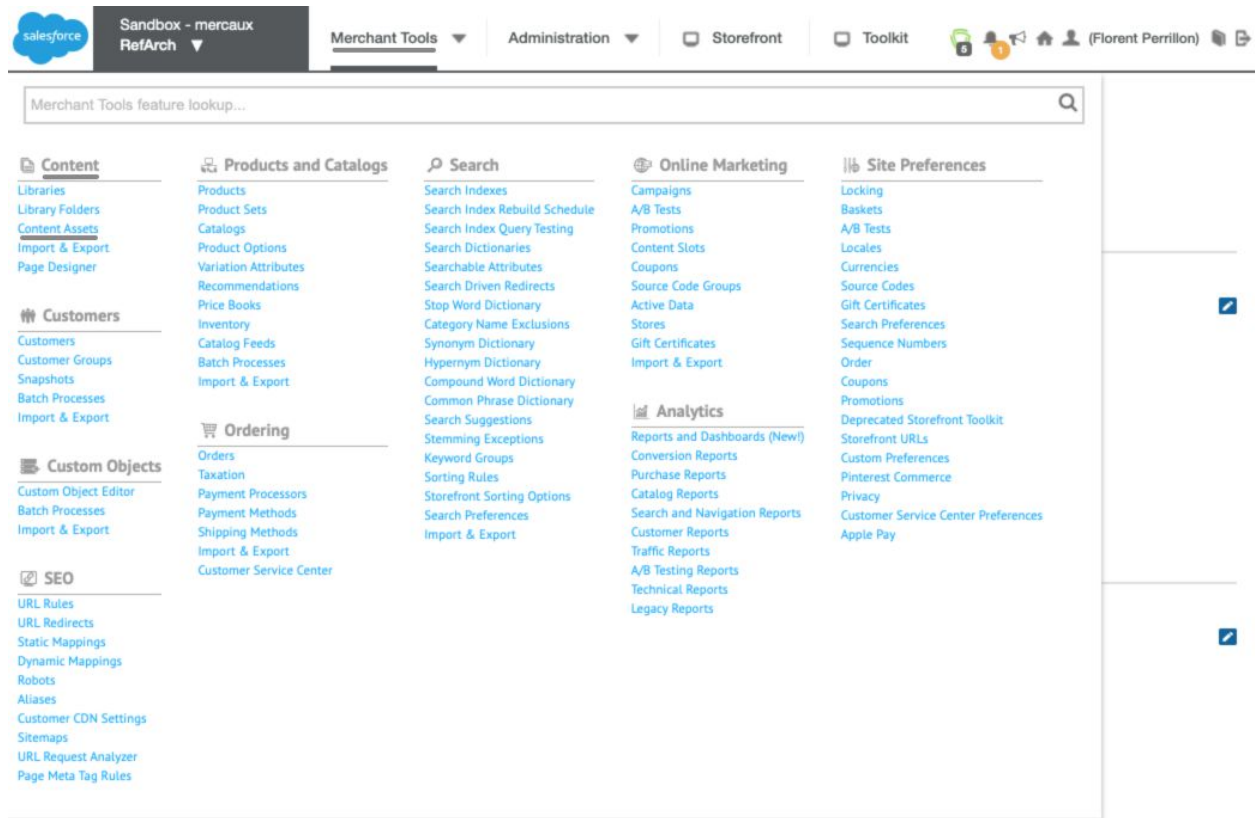 salesforce
Sandbox - mercaux
RefArch ▼
Merchant Tools
Administration
Storefront
Toolkit
5
1
(Florent Perrillon)
Merchant Tools feature lookup...
Content
Libraries
Library Folders
Content Assets
Import & Export
Page Designer
Customers
Customers
Customer Groups
Snapshots
Batch Processes
Import & Export
Custom Objects
Custom Object Editor
Batch Processes
Import & Export
SEO
URL Rules
URL Redirects
Static Mappings
Dynamic Mappings
Robots
Aliases
Customer CDN Settings
Sitemaps
URL Request Analyzer
Page Meta Tag Rules
Products and Catalogs
Products
Product Sets
Catalogs
Product Options
Variation Attributes
Recommendations
Price Books
Inventory
Catalog Feeds
Batch Processes
Import & Export
Ordering
Orders
Taxation
Payment Processors
Payment Methods
Shipping Methods
Import & Export
Customer Service Center
Search
Search Indexes
Search Index Rebuild Schedule
Search Index Query Testing
Search Dictionaries
Searchable Attributes
Search Driven Redirects
Stop Word Dictionary
Category Name Exclusions
Synonym Dictionary
Hypernym Dictionary
Compound Word Dictionary
Common Phrase Dictionary
Search Suggestions
Stemming Exceptions
Keyword Groups
Sorting Rules
Storefront Sorting Options
Search Preferences
Import & Export
Online Marketing
Campaigns
A/B Tests
Promotions
Content Slots
Coupons
Source Code Groups
Active Data
Stores
Gift Certificates
Import & Export
Analytics
Reports and Dashboards (New!)
Conversion Reports
Purchase Reports
Catalog Reports
Search and Navigation Reports
Customer Reports
Traffic Reports
A/B Testing Reports
Technical Reports
Legacy Reports
Site Preferences
Locking
Baskets
A/B Tests
Locales
Currencies
Source Codes
Gift Certificates
Search Preferences
Sequence Numbers
Order
Coupons
Promotions
Deprecated Storefront Toolkit
Storefront URLs
Custom Preferences
Pinterest Commerce
Privacy
Customer Service Center Preferences
Apple Pay